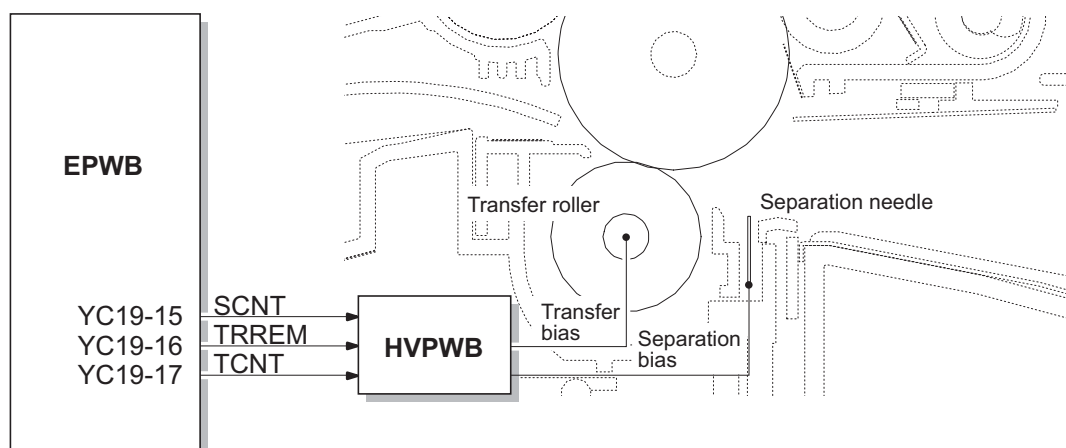 EPWB
YC19-15
YC19-16
YC19-17
SCNT
TRREM
TCNT
HVPWB
Transfer roller
Separation needle
Transfer
bias
Separation
bias